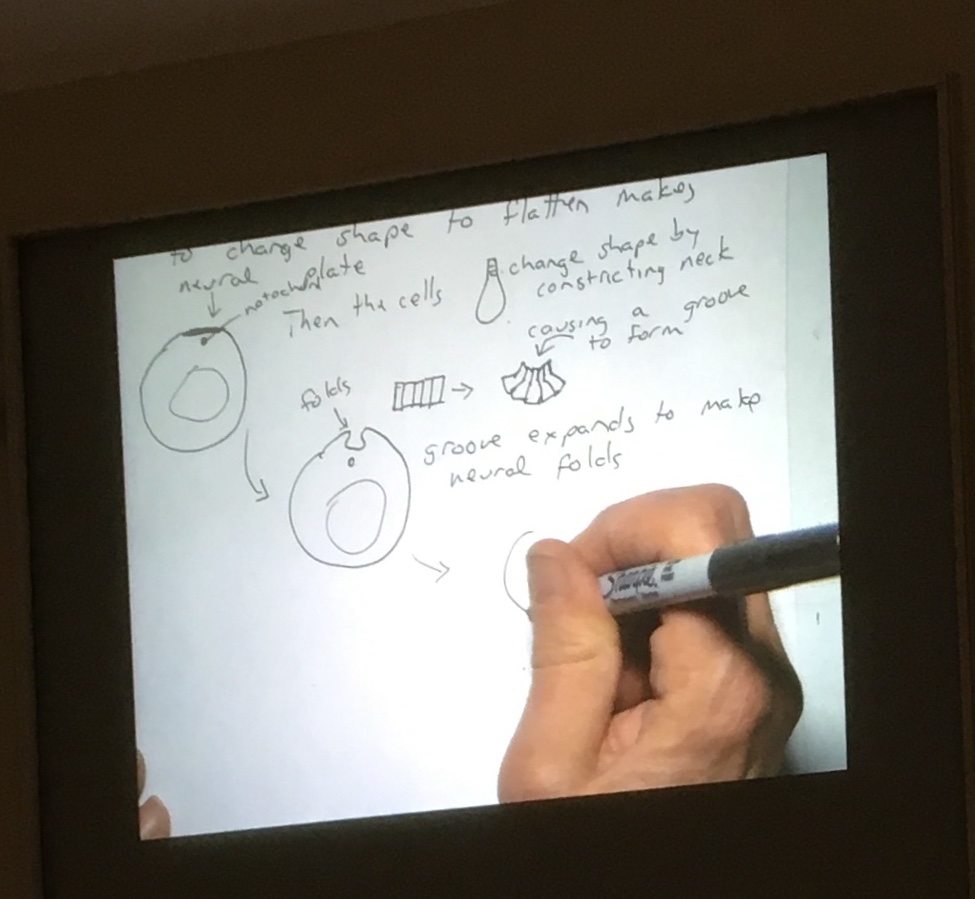 to change shape to flatten makes
neural plate
notochord
Then the cells
change shape by
constricting neck
causing a groove
to form
folds
groove expands to make
neural folds
Sharpie